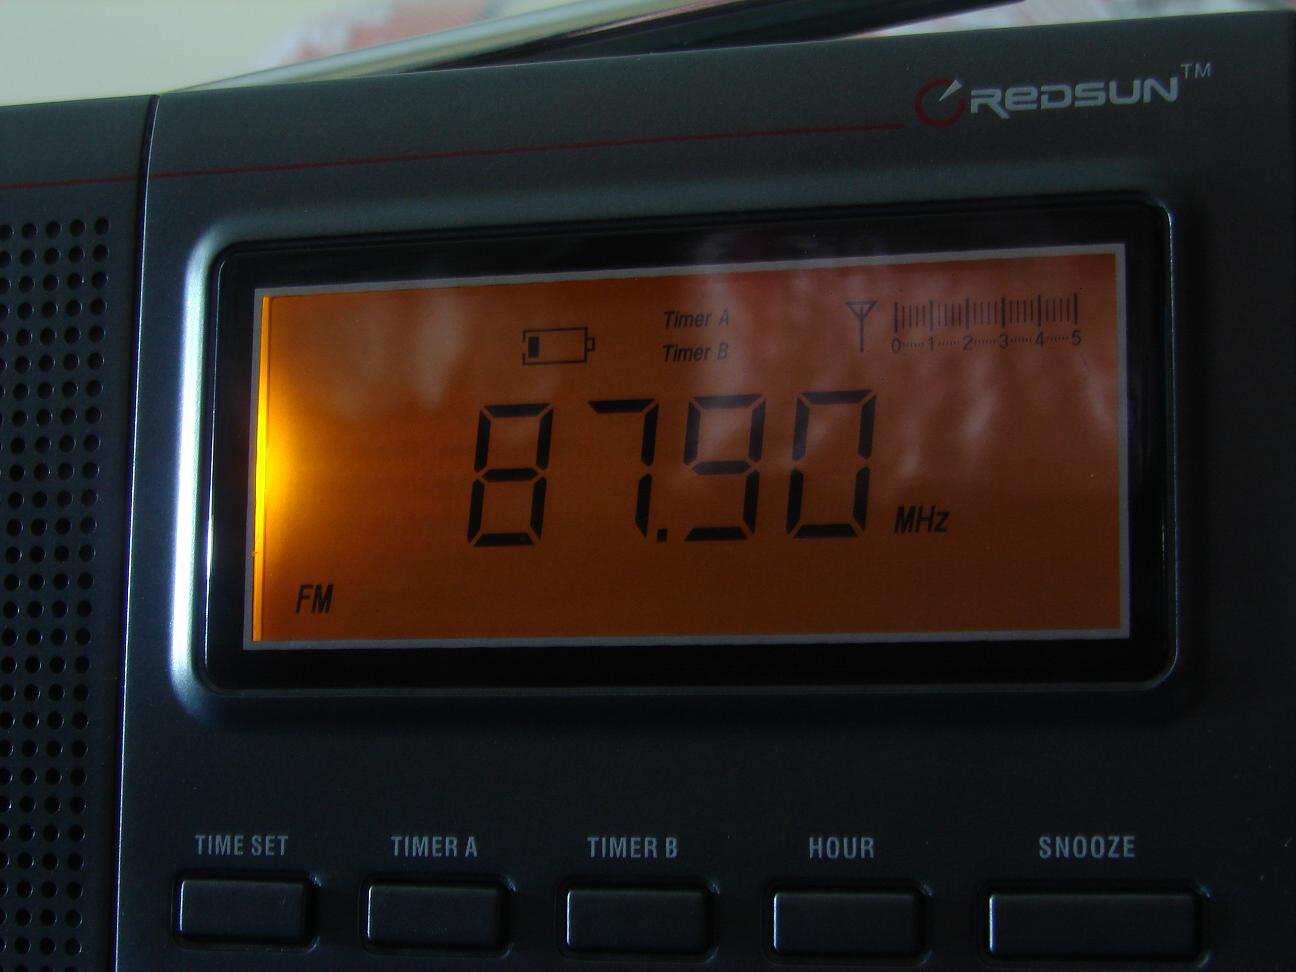 REDSUN™
Timer A
Timer B
0 1 2 3 4 5
87.90 MHz
FM
TIME SET TIMER A TIMER B HOUR SNOOZE